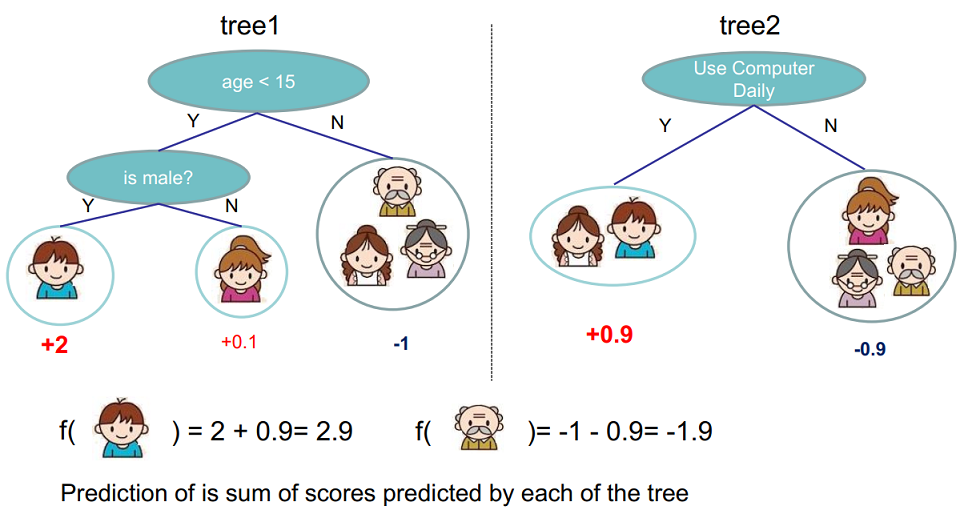 tree1
tree2
age < 15
Use Computer
Daily
Y
N
Y
N
is male?
Y
N
+2
+0.1
-1
+0.9
-0.9
f( ) = 2 + 0.9= 2.9
f( )= -1 - 0.9= -1.9
Prediction of is sum of scores predicted by each of the tree